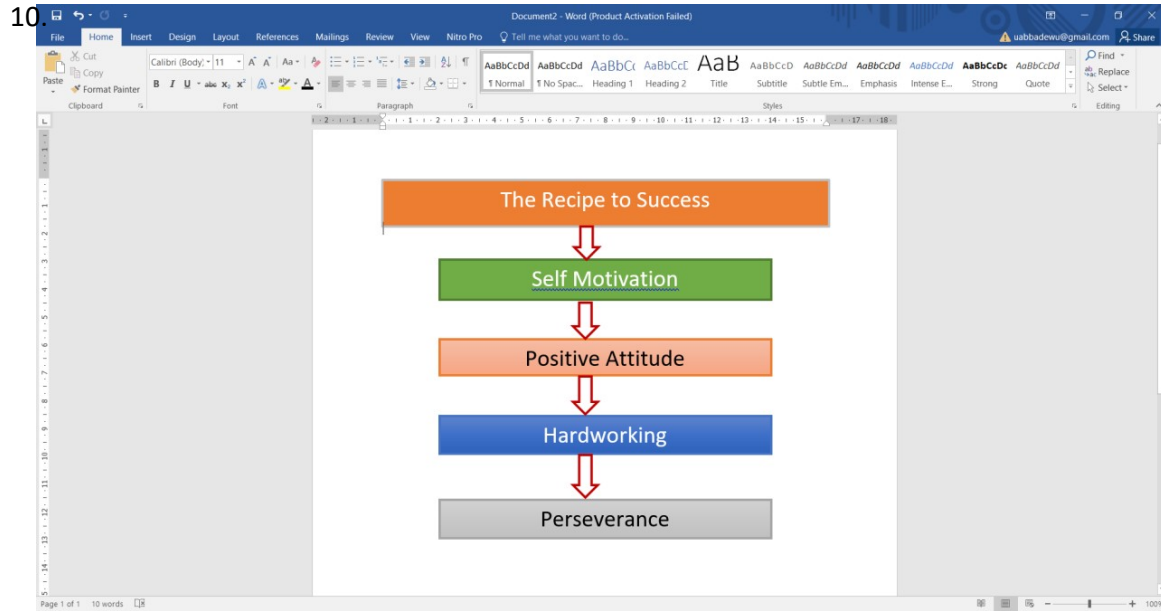 10.
Document2 - Word (Product Activation Failed)
File Home Insert Design Layout References Mailings Review View Nitro Pro Tell me what you want to do... uabbadewu@gmail.com Share
Cut
Copy
Paste
Format Painter
Calibri (Body) 11
AaBbCcDd AaBbCcDd AaBbCc AaBbCcE AaB AaBbCcD AaBbCcDd AaBbCcDd AaBbCcDd AaBbCcDc AaBbCcDd
¶ Normal ¶ No Spac... Heading 1 Heading 2 Title Subtitle Subtle Em... Emphasis Intense E... Strong Quote
Find
Replace
Select
Clipboard Font Paragraph Styles Editing
The Recipe to Success
Self Motivation
Positive Attitude
Hardworking
Perseverance
Page 1 of 1 10 words